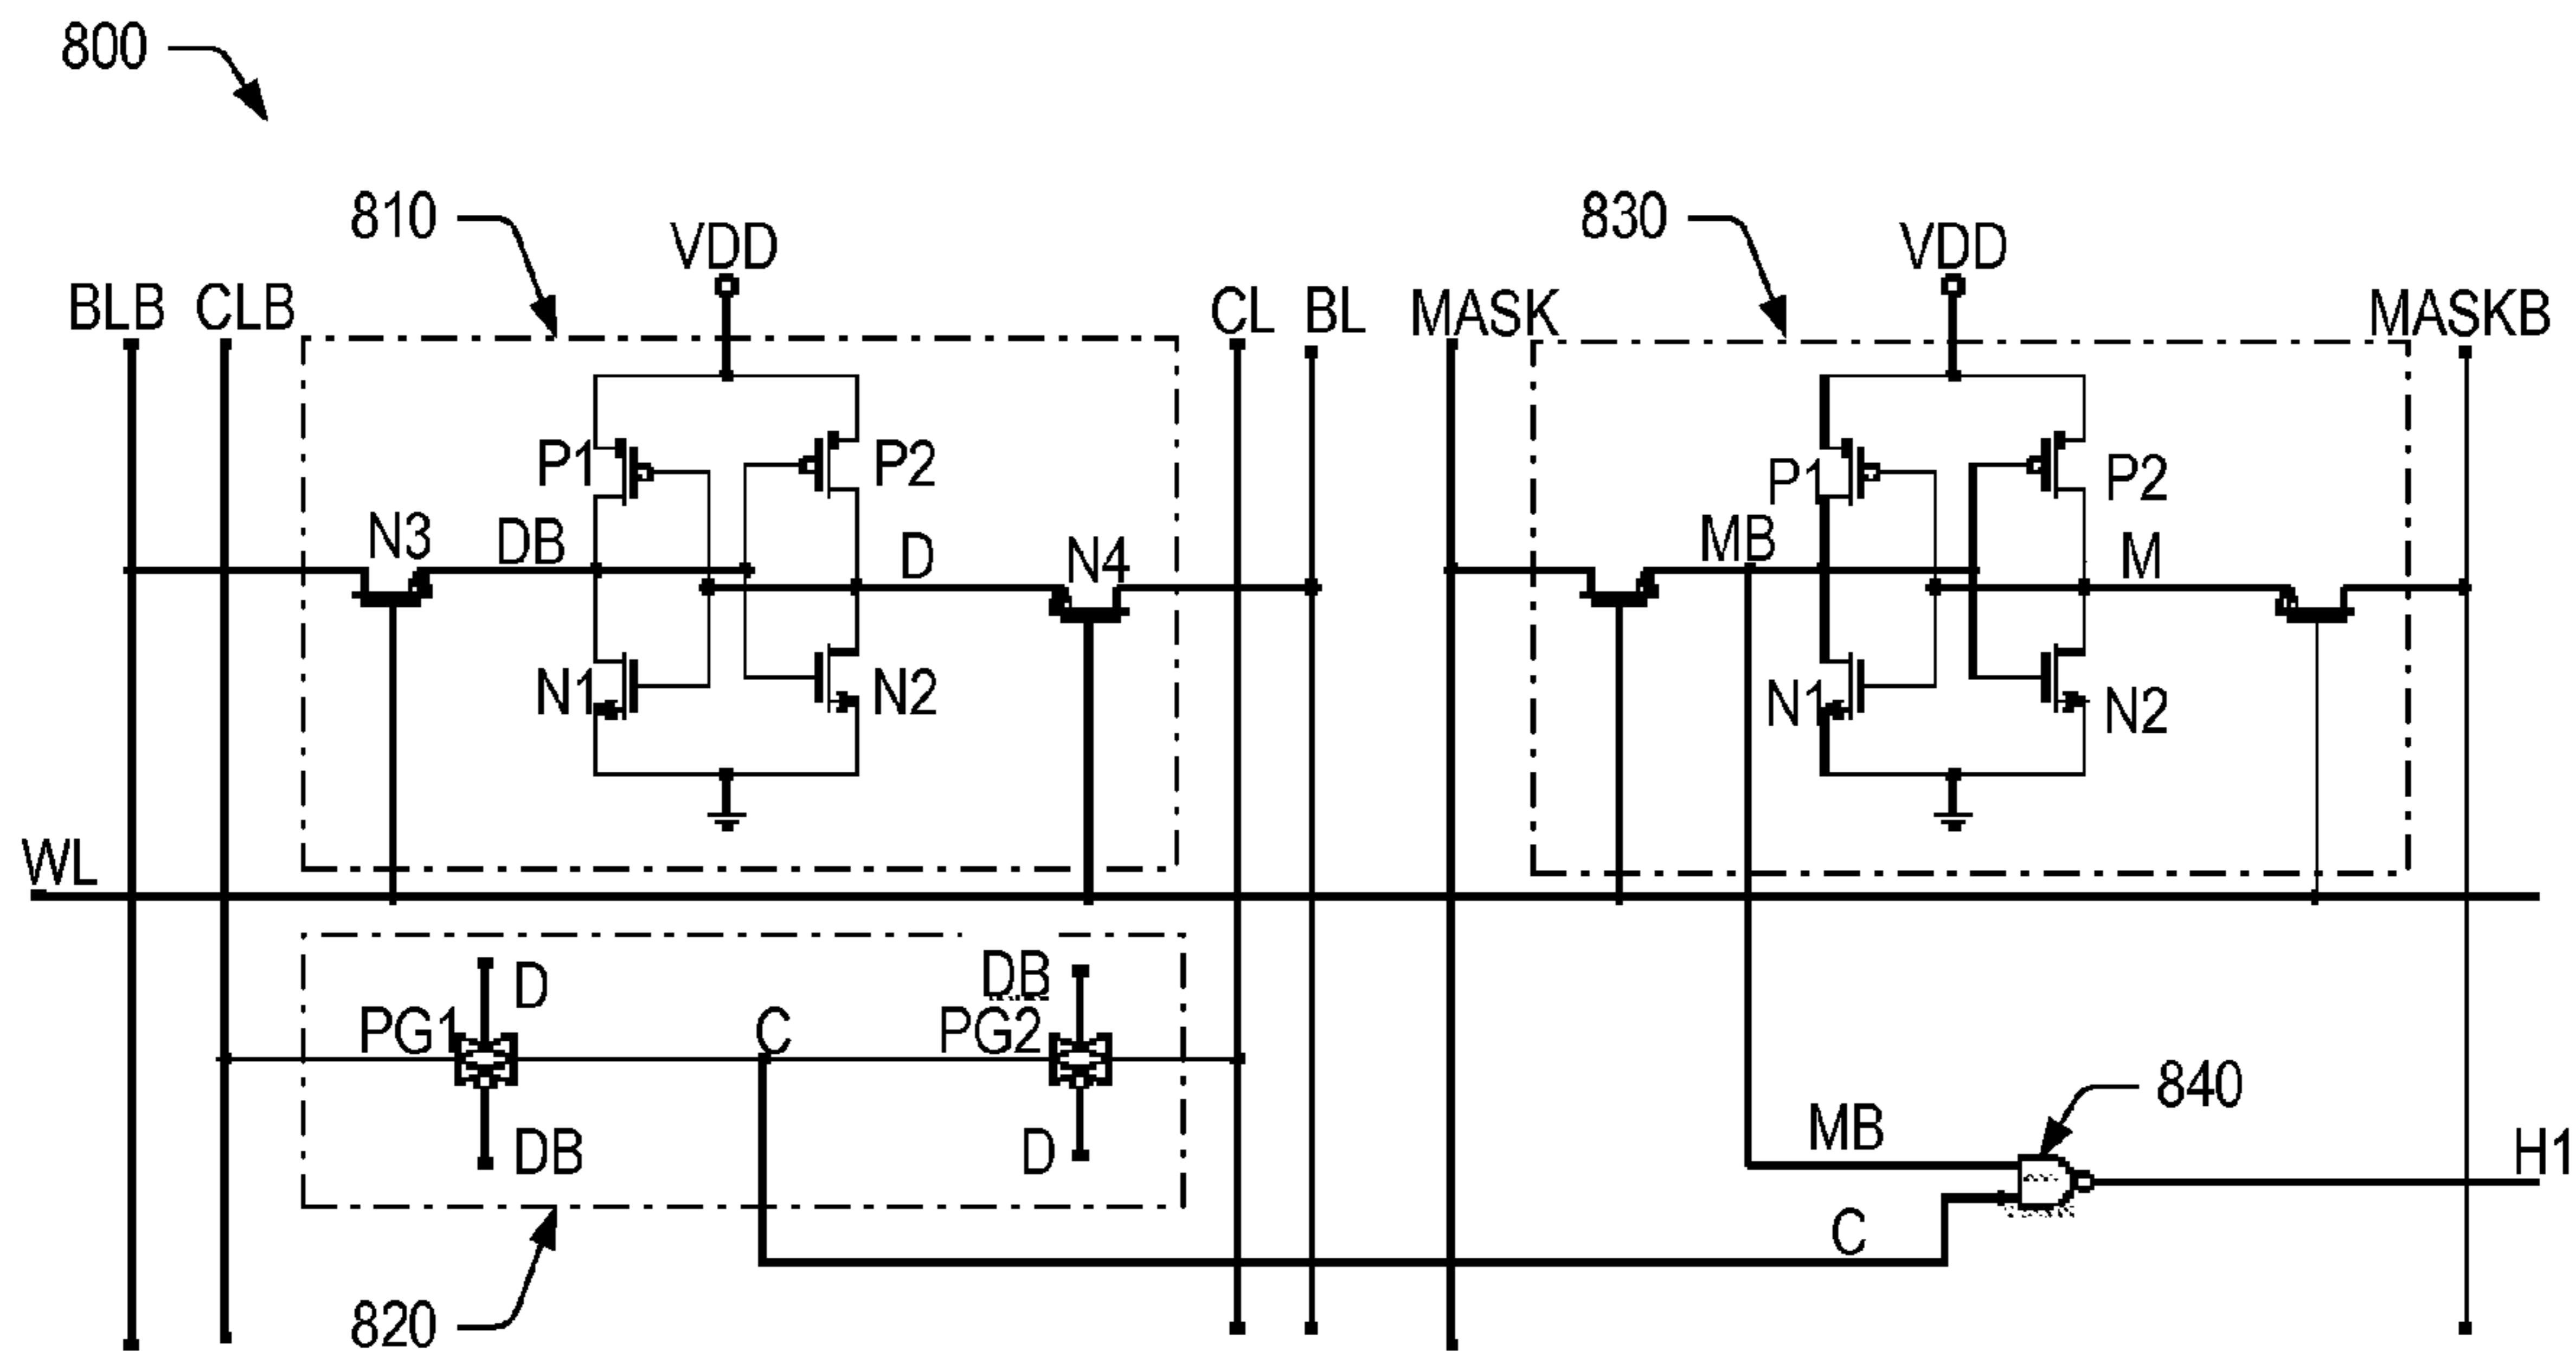 800
810
VDD
830
VDD
BLB
CLB
CL
BL
MASK
MASKB
P1
P2
P1
P2
N3
DB
D
N4
MB
M
N1
N2
N1
N2
WL
PG1
D
C
DB
PG2
DB
D
840
MB
H1
C
820